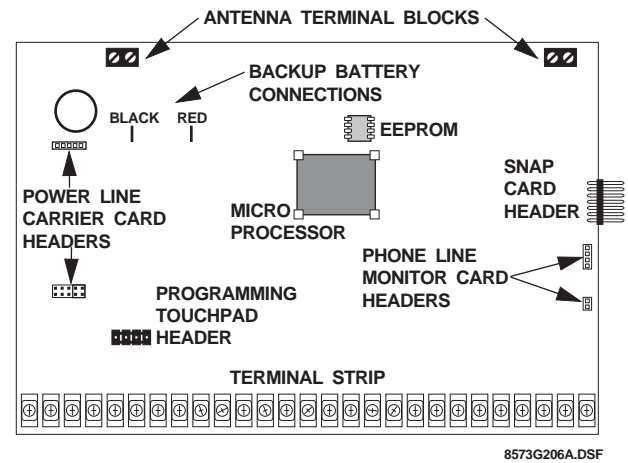 ANTENNA TERMINAL BLOCKS
BACKUP BATTERY
CONNECTIONS
BLACK RED
EEPROM
POWER LINE
CARRIER CARD
HEADERS
MICRO
PROCESSOR
SNAP
CARD
HEADER
PHONE LINE
MONITOR CARD
HEADERS
PROGRAMMING
TOUCHPAD
HEADER
TERMINAL STRIP
8573G206A.DSF